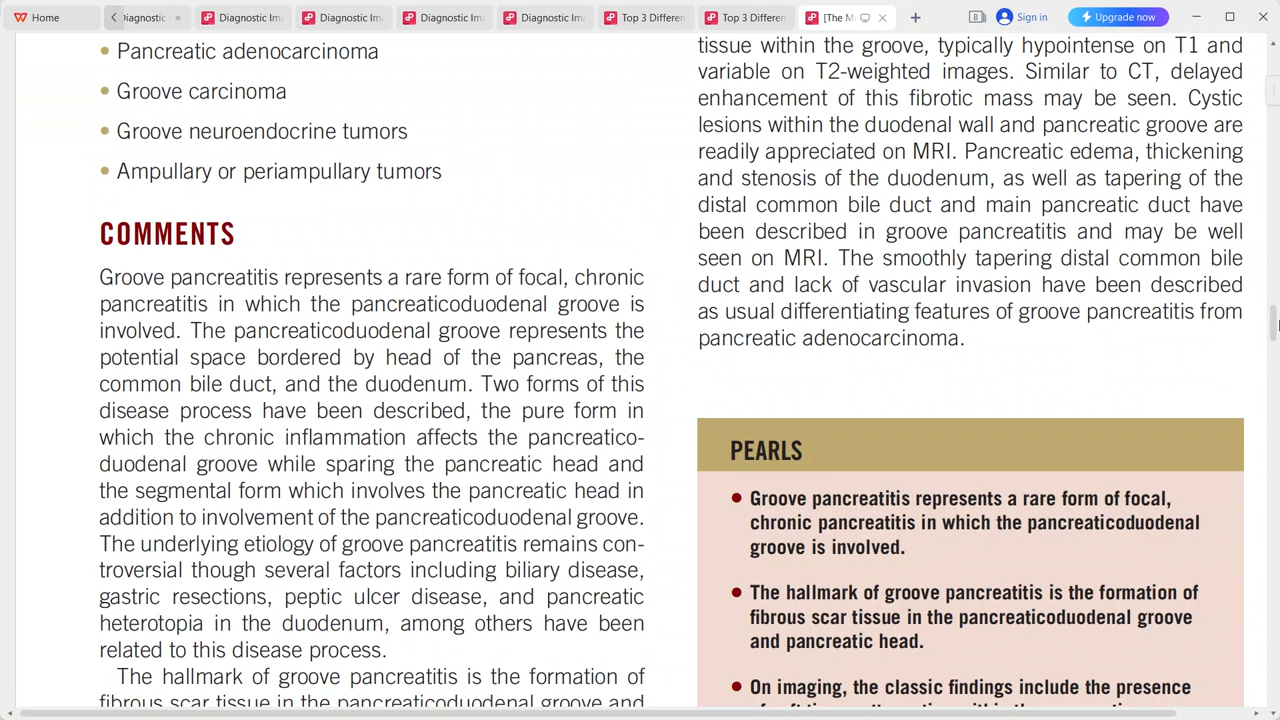 Home
Diagnostic
Diagnostic Im
Diagnostic Im
Diagnostic Im
Diagnostic Im
Top 3 Differen
Top 3 Differen
[The M
8
Sign in
Upgrade now
• Pancreatic adenocarcinoma
• Groove carcinoma
• Groove neuroendocrine tumors
• Ampullary or periampullary tumors
COMMENTS
Groove pancreatitis represents a rare form of focal, chronic
pancreatitis in which the pancreaticoduodenal groove is
involved. The pancreaticoduodenal groove represents the
potential space bordered by head of the pancreas, the
common bile duct, and the duodenum. Two forms of this
disease process have been described, the pure form in
which the chronic inflammation affects the pancreatico-
duodenal groove while sparing the pancreatic head and
the segmental form which involves the pancreatic head in
addition to involvement of the pancreaticoduodenal groove.
The underlying etiology of groove pancreatitis remains con-
troversial though several factors including biliary disease,
gastric resections, peptic ulcer disease, and pancreatic
heterotopia in the duodenum, among others have been
related to this disease process.
The hallmark of groove pancreatitis is the formation of
fibrous scar tissue in the pancreaticoduodenal groove and
tissue within the groove, typically hypointense on T1 and
variable on T2-weighted images. Similar to CT, delayed
enhancement of this fibrotic mass may be seen. Cystic
lesions within the duodenal wall and pancreatic groove are
readily appreciated on MRI. Pancreatic edema, thickening
and stenosis of the duodenum, as well as tapering of the
distal common bile duct and main pancreatic duct have
been described in groove pancreatitis and may be well
seen on MRI. The smoothly tapering distal common bile
duct and lack of vascular invasion have been described
as usual differentiating features of groove pancreatitis from
pancreatic adenocarcinoma.
PEARLS
• Groove pancreatitis represents a rare form of focal,
chronic pancreatitis in which the pancreaticoduodenal
groove is involved.
• The hallmark of groove pancreatitis is the formation of
fibrous scar tissue in the pancreaticoduodenal groove
and pancreatic head.
• On imaging, the classic findings include the presence